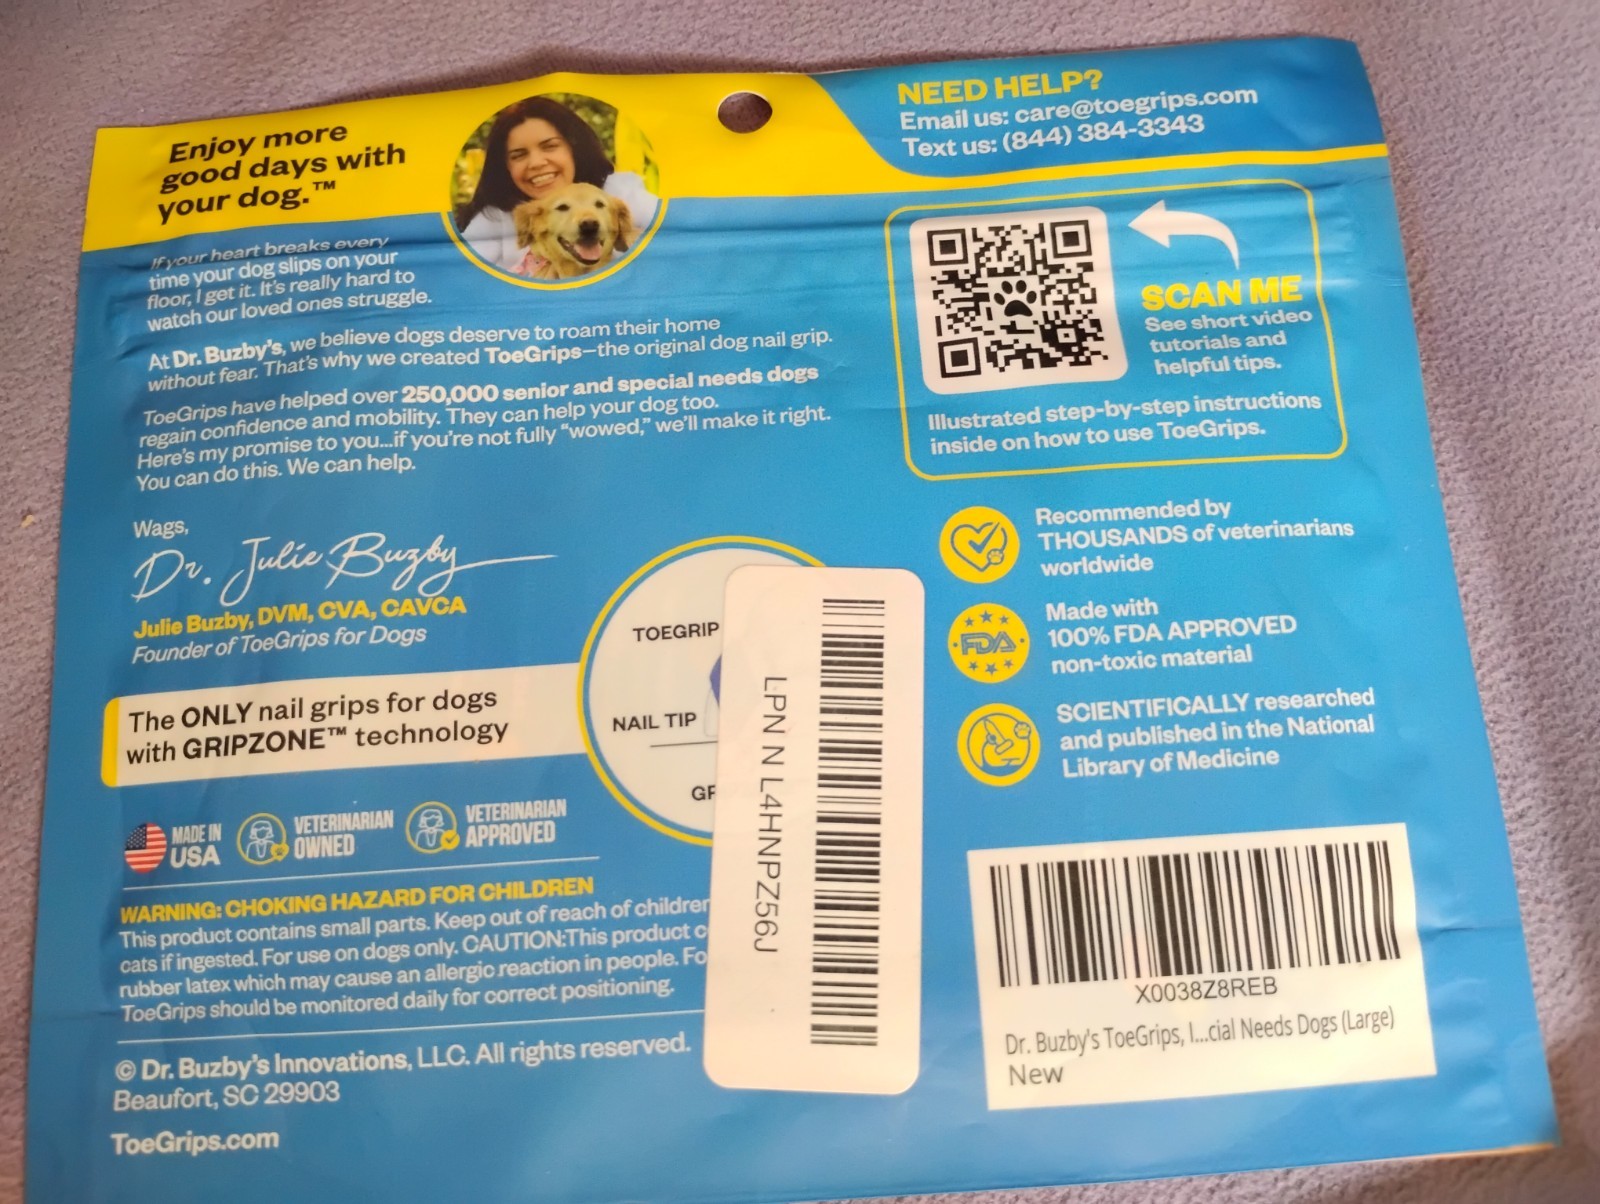 Enjoy more
good days with
your dog.™
If your heart breaks every
time your dog slips on your
floor, I get it. It's really hard to
watch our loved ones struggle.
At Dr. Buzby's, we believe dogs deserve to roam their home
without fear. That's why we created ToeGrips—the original dog nail grip.
ToeGrips have helped over 250,000 senior and special needs dogs
regain confidence and mobility. They can help your dog too.
Here's my promise to you...if you're not fully “wowed,” we'll make it right.
You can do this. We can help.
Wags,
Dr. Julie Buzby
Julie Buzby, DVM, CVA, CAVCA
Founder of ToeGrips for Dogs
The ONLY nail grips for dogs
with GRIPZONE™ technology
TOEGRIP
NAIL TIP
GR
MADE IN
USA
VETERINARIAN
OWNED
VETERINARIAN
APPROVED
WARNING: CHOKING HAZARD FOR CHILDREN
This product contains small parts. Keep out of reach of children
cats if ingested. For use on dogs only. CAUTION:This product c
rubber latex which may cause an allergic reaction in people. Fo
ToeGrips should be monitored daily for correct positioning.
© Dr. Buzby's Innovations, LLC. All rights reserved.
Beaufort, SC 29903
ToeGrips.com
NEED HELP?
Email us: care@toegrips.com
Text us: (844) 384-3343
SCAN ME
See short video
tutorials and
helpful tips.
Illustrated step-by-step instructions
inside on how to use ToeGrips.
Recommended by
THOUSANDS of veterinarians
worldwide
FDA
Made with
100% FDA APPROVED
non-toxic material
SCIENTIFICALLY researched
and published in the National
Library of Medicine
LPN N L4HNPZ56J
X0038Z8REB
Dr. Buzby's ToeGrips, I...cial Needs Dogs (Large)
New